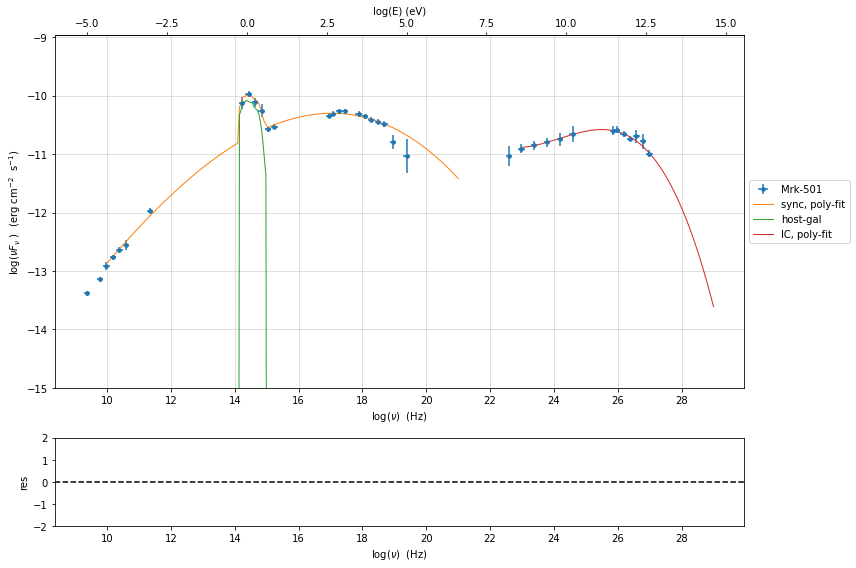 log(E) (eV)
−5.0 −2.5 0.0 2.5 5.0 7.5 10.0 12.5 15.0
−9
−10
−11
−12
−13
−14
−15
log(νFν ) (erg cm−2 s−1)
10 12 14 16 18 20 22 24 26 28
log(ν) (Hz)
Mrk-501
sync, poly-fit
host-gal
IC, poly-fit
2
1
0
−1
−2
res
10 12 14 16 18 20 22 24 26 28
log(ν) (Hz)